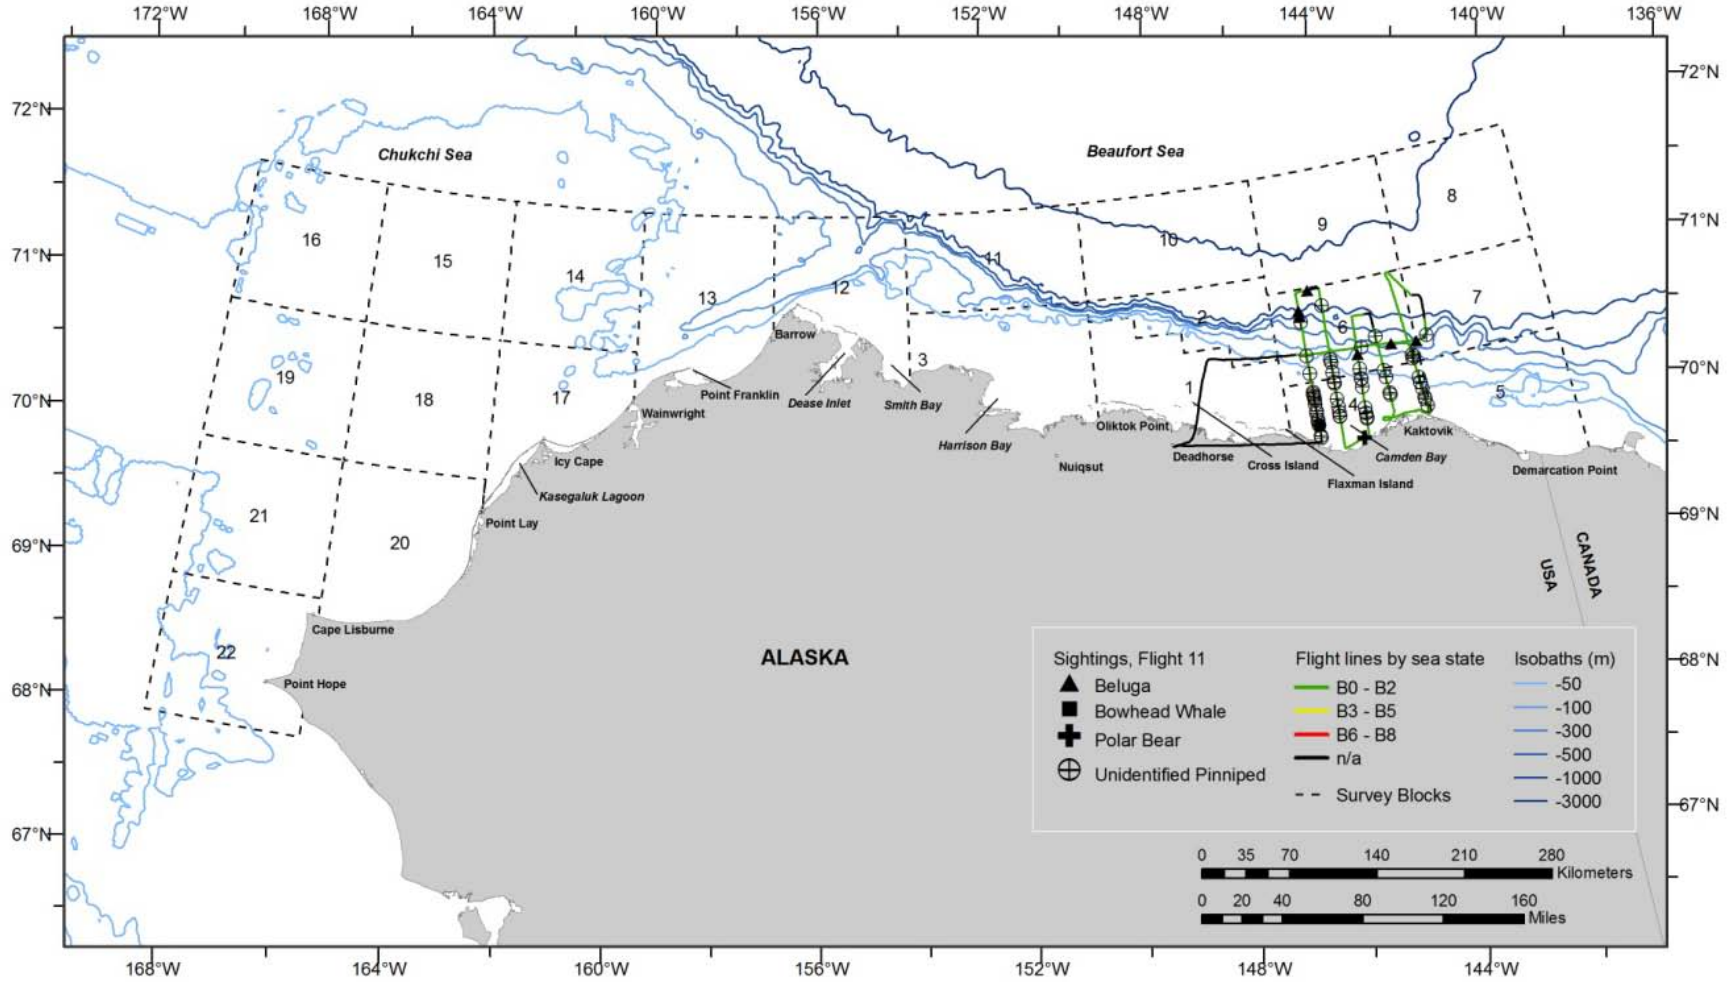 172°W 168°W 164°W 160°W 156°W 152°W 148°W 144°W 140°W 136°W
72°N
72°N
Chukchi Sea
Beaufort Sea
8
9
71°N
16
10
71°N
15
11
14
12
13
7
2
6
Barrow
3
70°N
19
1
5
Point Franklin
Dease Inlet
Smith Bay
18
17
4
70°N
Wainwright
Harrison Bay
Oliktok Point
Kaktovik
Icy Cape
Nuiqsut
Deadhorse
Cross Island
Camden Bay
Demarcation Point
Flaxman Island
Kasegaluk Lagoon
21
Point Lay
69°N
20
69°N
USA
CANADA
Cape Lisburne
22
ALASKA
68°N
Point Hope
68°N
Sightings, Flight 11
Beluga
Bowhead Whale
Polar Bear
Unidentified Pinniped
Flight lines by sea state
B0 - B2
B3 - B5
B6 - B8
n/a
Survey Blocks
Isobaths (m)
-50
-100
-300
-500
-1000
-3000
67°N
67°N
0 35 70 140 210 280
Kilometers
0 20 40 80 120 160
Miles
168°W 164°W 160°W 156°W 152°W 148°W 144°W